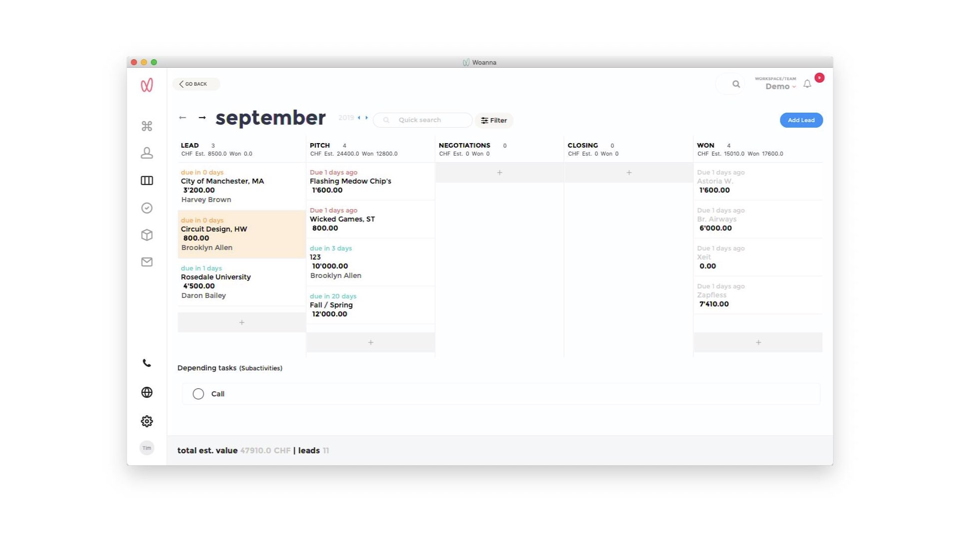 Woanna
GO BACK
WORKSPACE/TEAM
Demo
september
2019
Quick search
Filter
Add Lead
LEAD 3
CHF Est. 8500.0 Won 0.0
due in 0 days
City of Manchester, MA
3'200.00
Harvey Brown
due in 0 days
Circuit Design, HW
800.00
Brooklyn Allen
due in 1 days
Rosedale University
4'500.00
Daron Bailey
+
PITCH 4
CHF Est. 24400.0 Won 12800.0
Due 1 days ago
Flashing Medow Chip's
1'600.00
Due 1 days ago
Wicked Games, ST
800.00
due in 3 days
123
10'000.00
Brooklyn Allen
due in 20 days
Fall / Spring
12'000.00
+
NEGOTIATIONS 0
CHF Est. 0 Won 0
+
CLOSING 0
CHF Est. 0 Won 0
+
WON 4
CHF Est. 15010.0 Won 17600.0
Due 1 days ago
Astoria W.
1'600.00
Due 1 days ago
Br. Airways
6'000.00
Due 1 days ago
Xeit
0.00
Due 1 days ago
Zapfless
7'410.00
+
Depending tasks (Subactivities)
Call
Tim
total est. value 47910.0 CHF | leads 11